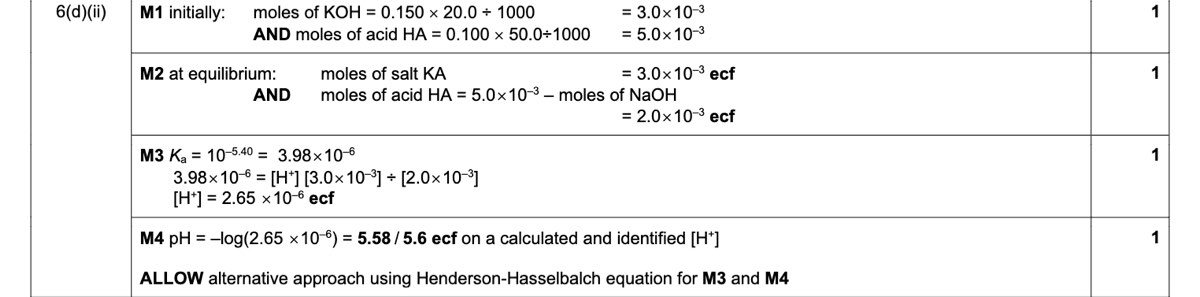 6(d)(ii) M1 initially: moles of KOH = 0.150 × 20.0 ÷ 1000 = 3.0×10⁻³ 1
AND moles of acid HA = 0.100 × 50.0÷1000 = 5.0×10⁻³
M2 at equilibrium: moles of salt KA = 3.0×10⁻³ ecf 1
AND moles of acid HA = 5.0×10⁻³ – moles of NaOH
= 2.0×10⁻³ ecf
M3 Kₐ = 10⁻⁵·⁴⁰ = 3.98×10⁻⁶ 1
3.98×10⁻⁶ = [H⁺] [3.0×10⁻³] ÷ [2.0×10⁻³]
[H⁺] = 2.65 ×10⁻⁶ ecf
M4 pH = –log(2.65 ×10⁻⁶) = 5.58 / 5.6 ecf on a calculated and identified [H⁺] 1
ALLOW alternative approach using Henderson-Hasselbalch equation for M3 and M4